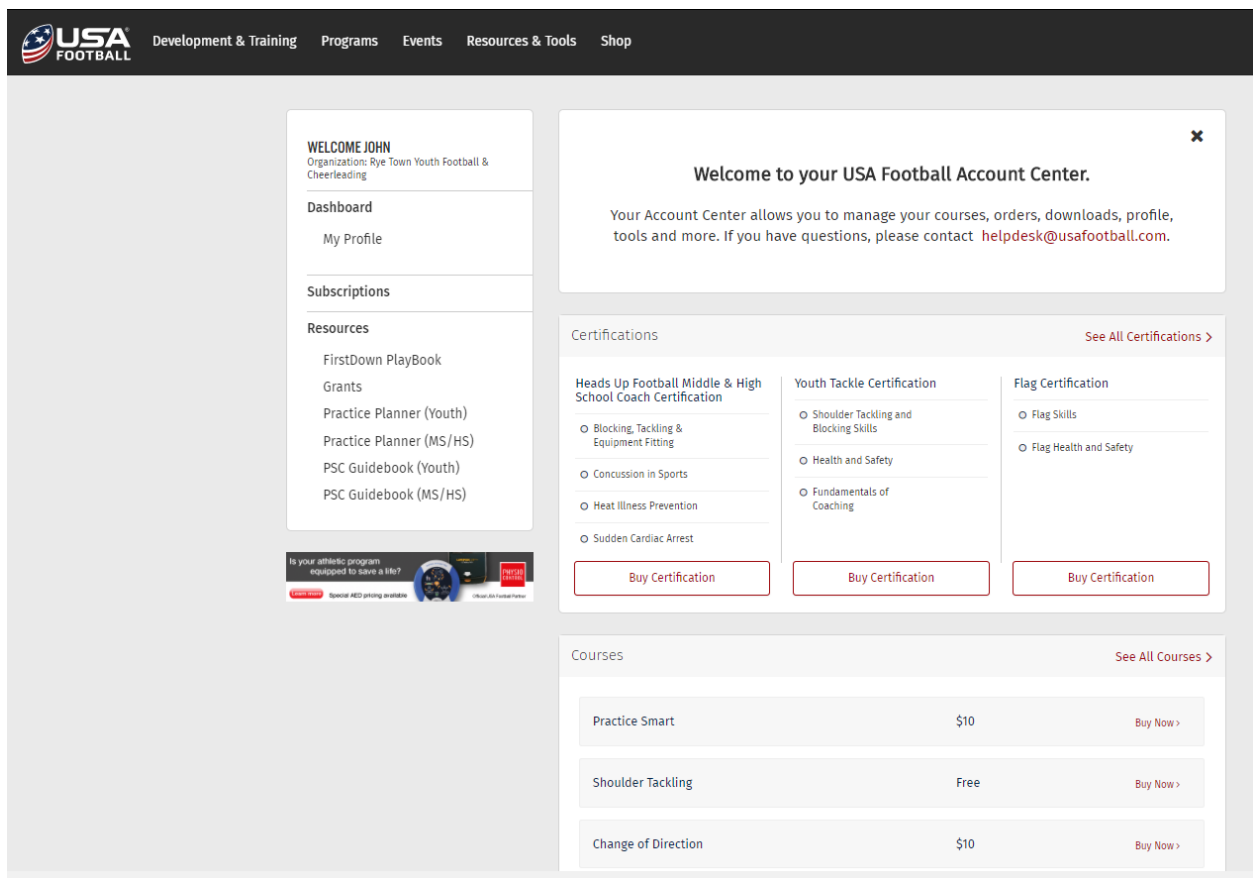 USA
FOOTBALL
Development & Training
Programs
Events
Resources & Tools
Shop
WELCOME JOHN
Organization: Rye Town Youth Football &
Cheerleading
Dashboard
My Profile
Subscriptions
Resources
FirstDown PlayBook
Grants
Practice Planner (Youth)
Practice Planner (MS/HS)
PSC Guidebook (Youth)
PSC Guidebook (MS/HS)
Is your athletic program
equipped to save a life?
Learn more
Special AED pricing available
PHYSIO
CONTROL
Official USA Football Partner
Welcome to your USA Football Account Center.
Your Account Center allows you to manage your courses, orders, downloads, profile,
tools and more. If you have questions, please contact helpdesk@usafootball.com.
Certifications
See All Certifications >
Heads Up Football Middle & High
School Coach Certification
Blocking, Tackling &
Equipment Fitting
Concussion in Sports
Heat Illness Prevention
Sudden Cardiac Arrest
Buy Certification
Youth Tackle Certification
Shoulder Tackling and
Blocking Skills
Health and Safety
Fundamentals of
Coaching
Buy Certification
Flag Certification
Flag Skills
Flag Health and Safety
Buy Certification
Courses
See All Courses >
Practice Smart $10 Buy Now >
Shoulder Tackling Free Buy Now >
Change of Direction $10 Buy Now >